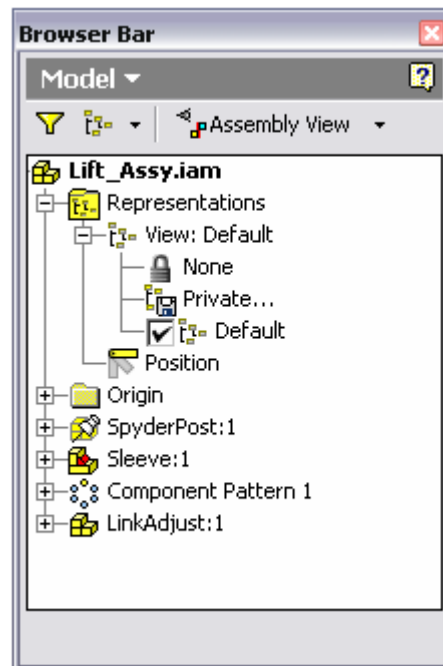 Browser Bar
Model
Assembly View
Lift_Assy.iam
Representations
View: Default
None
Private...
Default
Position
Origin
SpyderPost:1
Sleeve:1
Component Pattern 1
LinkAdjust:1